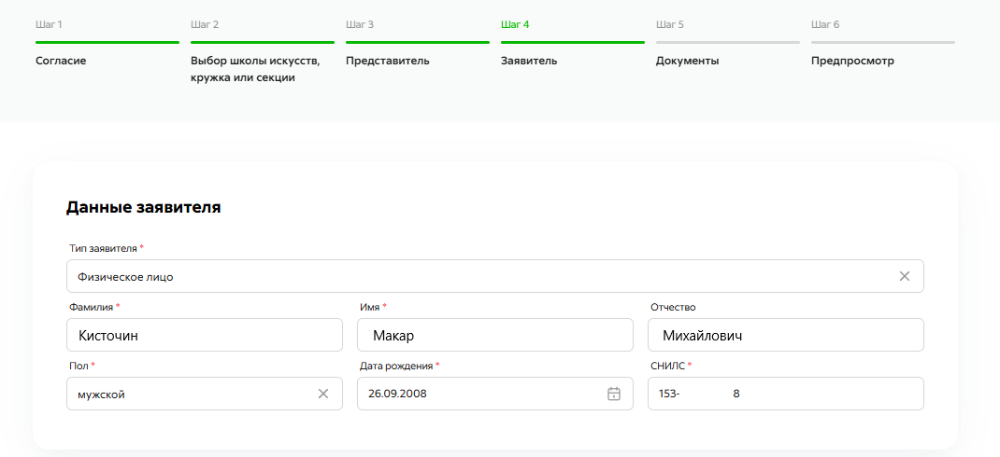 Шаг 1
Шаг 2
Шаг 3
Шаг 4
Шаг 5
Шаг 6
Согласие
Выбор школы искусств,
кружка или секции
Представитель
Заявитель
Документы
Предпросмотр
Данные заявителя
Тип заявителя *
Физическое лицо
Фамилия *
Имя *
Отчество
Кисточин
Макар
Михайлович
Пол *
Дата рождения *
СНИЛС *
мужской
26.09.2008
153- 8